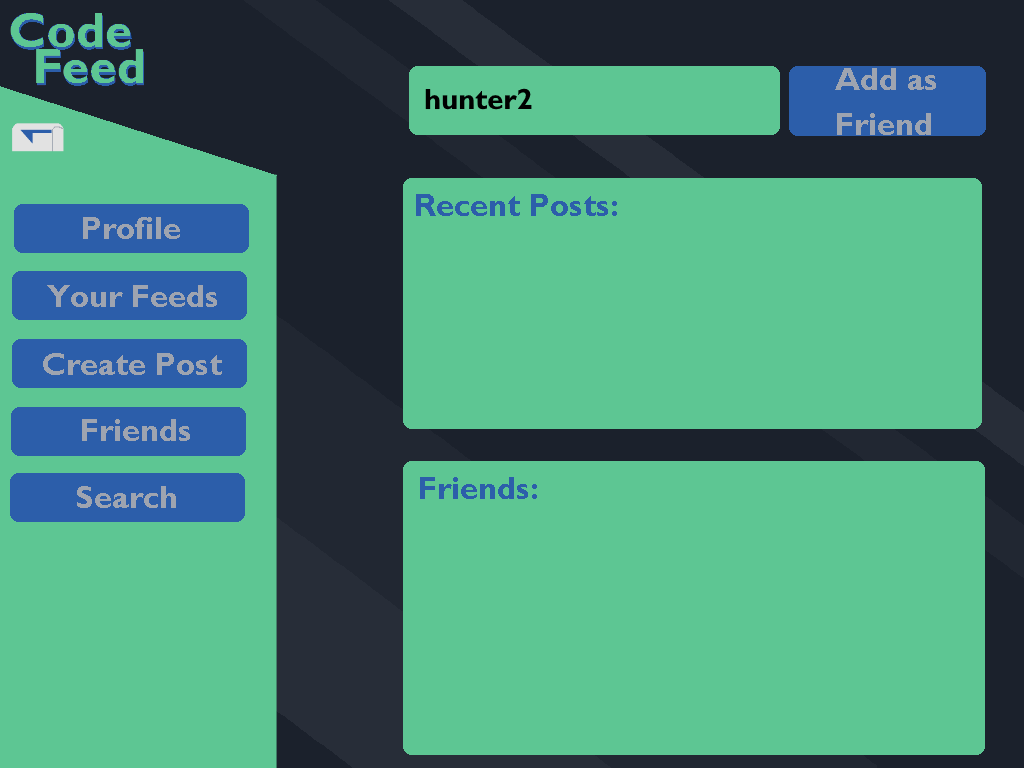 Code
Feed
hunter2
Add as
Friend
Recent Posts:
Profile
Your Feeds
Create Post
Friends
Search
Friends: